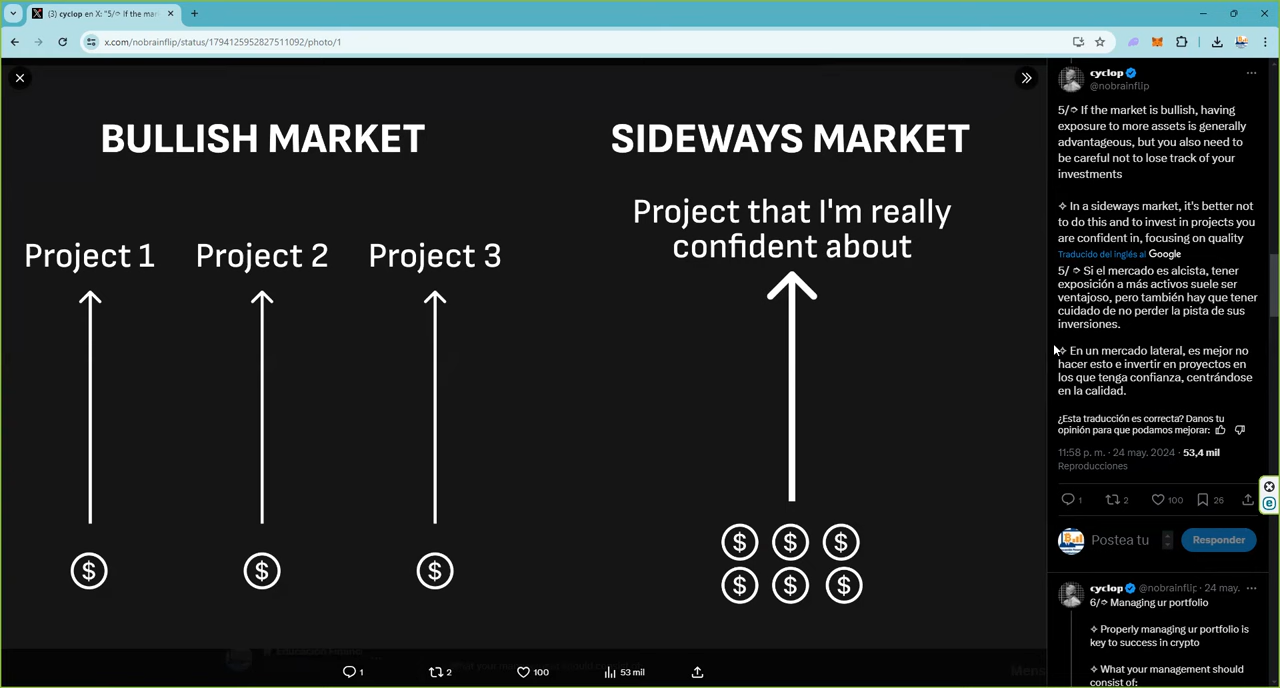 (3) cyclop en X: "5/⌔ If the mar
x.com/nobrainflip/status/1794125952827511092/photo/1
BULLISH MARKET
SIDEWAYS MARKET
Project that I'm really
confident about
Project 1
Project 2
Project 3
$ $ $
$ $ $
$ $ $
1
2
100
53 mil
cyclop
@nobrainflip
5/⌔ If the market is bullish, having
exposure to more assets is generally
advantageous, but you also need to
be careful not to lose track of your
investments
✧ In a sideways market, it's better not
to do this and to invest in projects you
are confident in, focusing on quality
Traducido del inglés al Google
5/ ⌔ Si el mercado es alcista, tener
exposición a más activos suele ser
ventajoso, pero también hay que tener
cuidado de no perder la pista de sus
inversiones.
✧ En un mercado lateral, es mejor no
hacer esto e invertir en proyectos en
los que tenga confianza, centrándose
en la calidad.
¿Esta traducción es correcta? Danos tu
opinión para que podamos mejorar:
11:58 p. m. · 24 may. 2024 · 53,4 mil
Reproducciones
1
2
100
26
Postea tu
Responder
cyclop @nobrainflip · 24 may.
6/⌔ Managing ur portfolio
✧ Properly managing ur portfolio is
key to success in crypto
✧ What your management should
consist of: